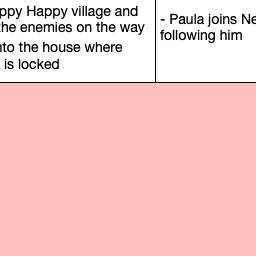 ppy Happy village and
the enemies on the way
nto the house where
is locked
- Paula joins Ne
following him